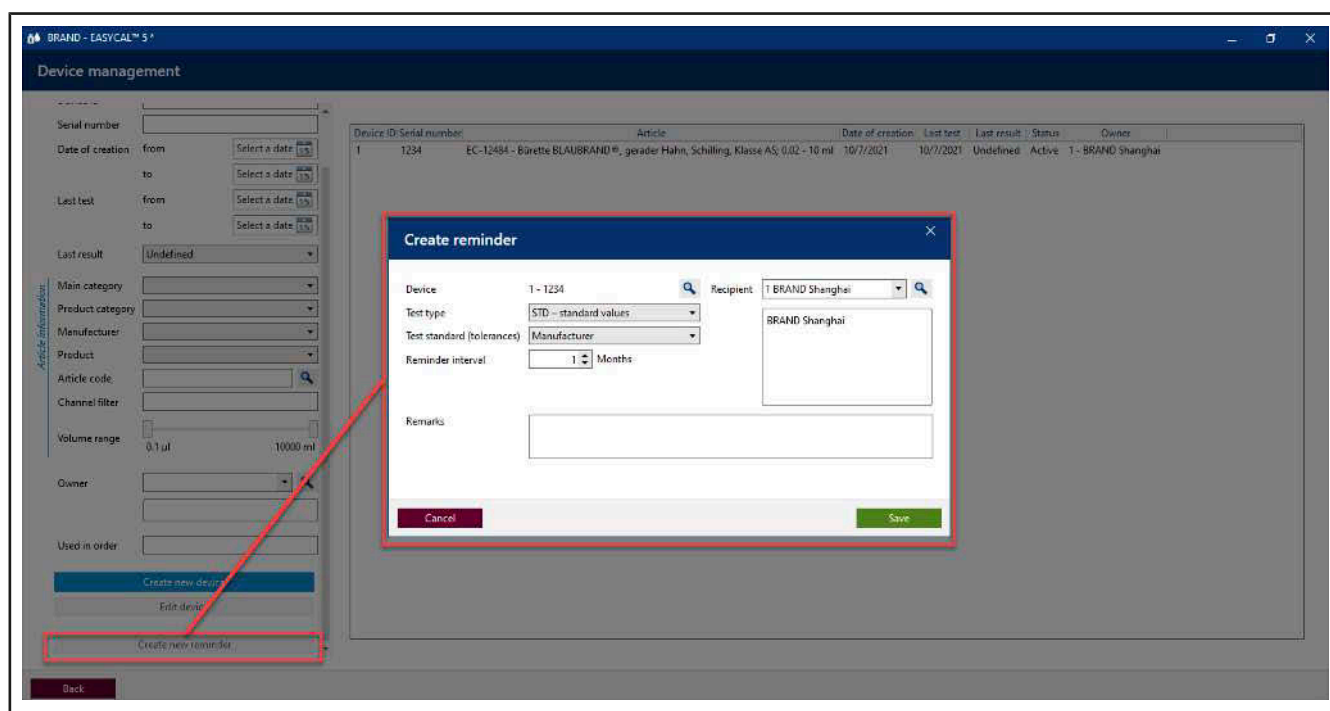 BRAND - EASYCAL™ 5 *
Device management
Serial number
Date of creation from Select a date 15
to Select a date 15
Last test from Select a date 15
to Select a date 15
Last result Undefined
Article information
Main category
Product category
Manufacturer
Product
Article code
Channel filter
Volume range
0.1 µl 10000 ml
Owner
Used in order
Create new device
Edit device
Create new reminder
Back
Device ID Serial number Article Date of creation Last test Last result Status Owner
1 1234 EC-12484 - Bürette BLAUBRAND®, gerader Hahn, Schilling, Klasse AS; 0,02 - 10 ml 10/7/2021 10/7/2021 Undefined Active 1 - BRAND Shanghai
Create reminder
Device 1 - 1234 Recipient 1 BRAND Shanghai
Test type STD – standard values BRAND Shanghai
Test standard (tolerances) Manufacturer
Reminder interval 1 Months
Remarks
Cancel Save